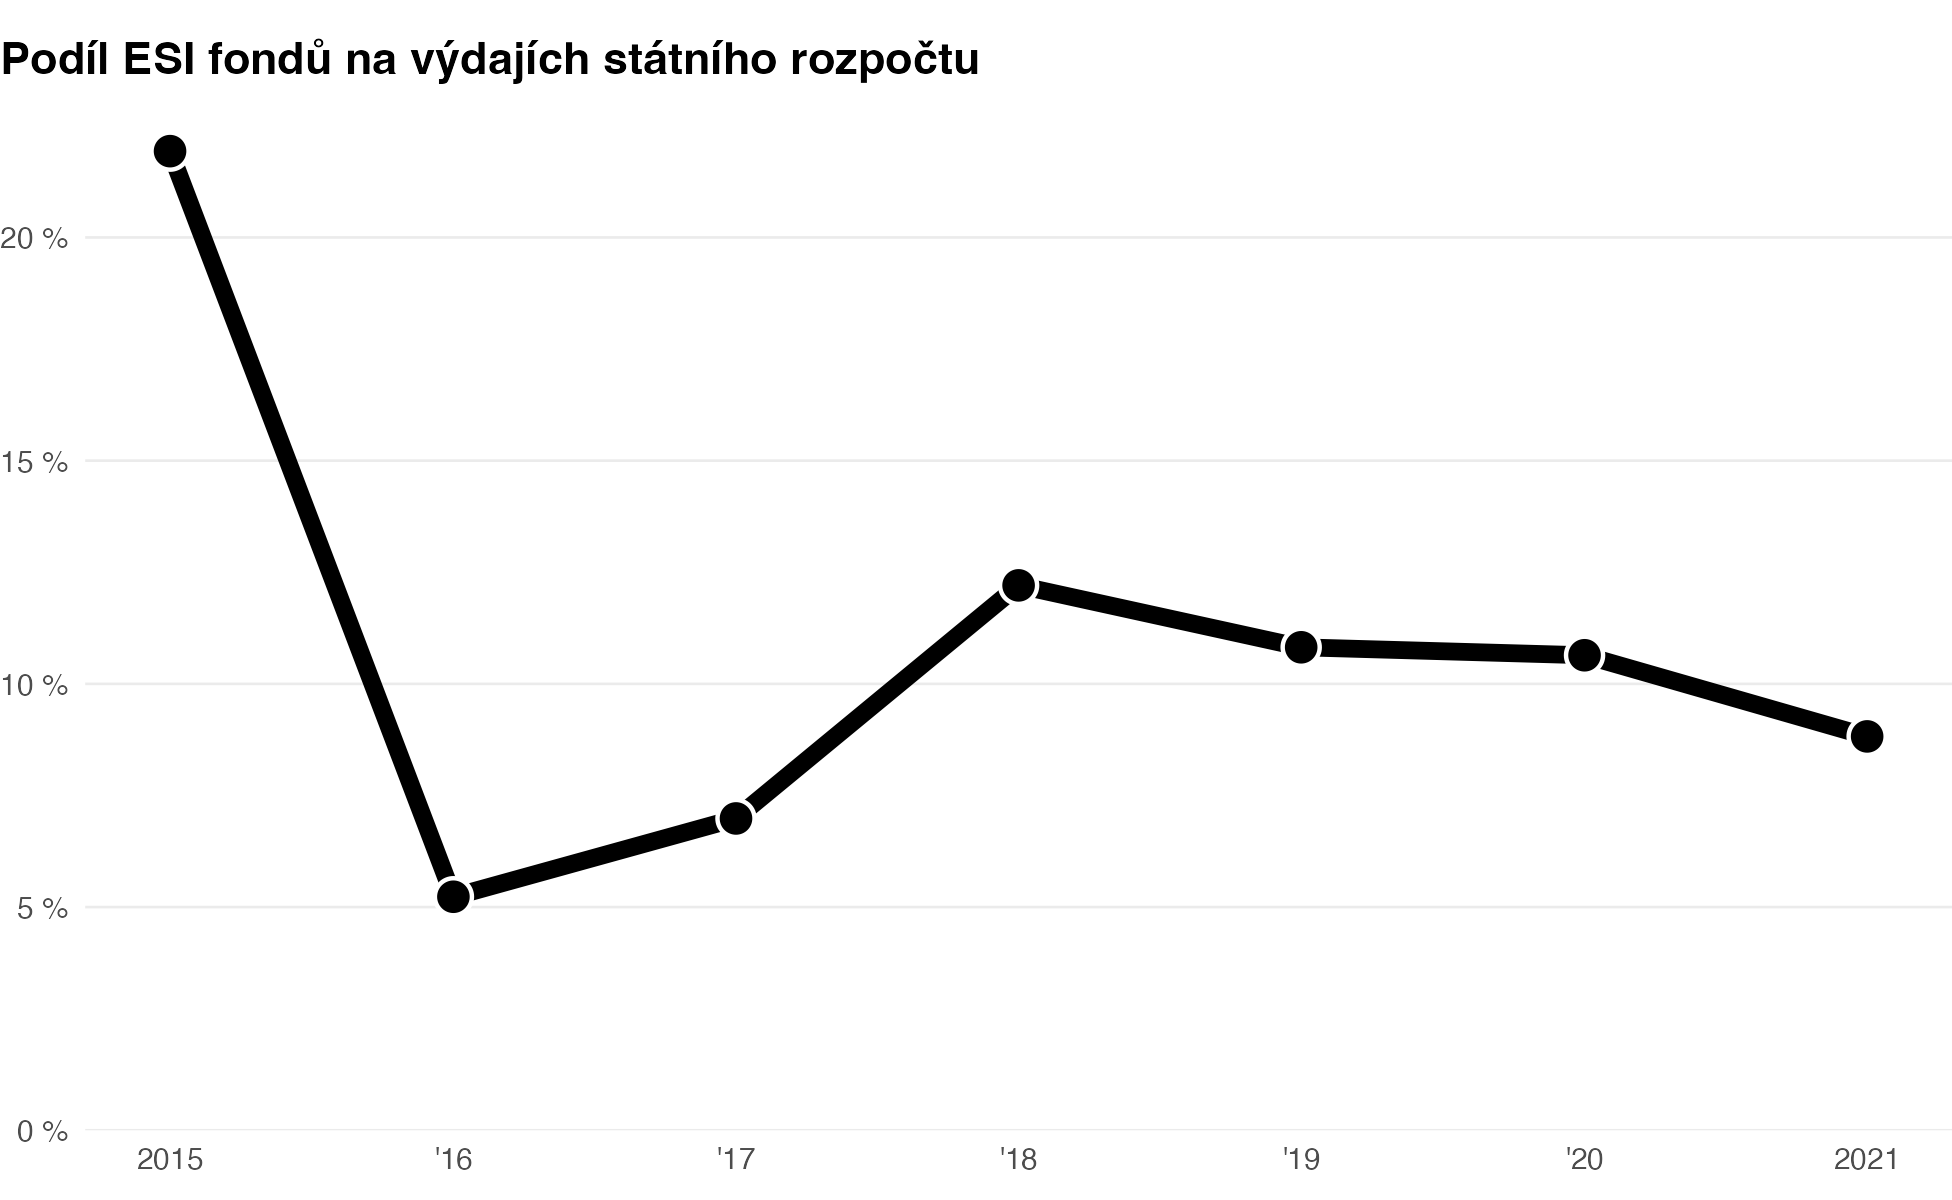 Podíl ESI fondů na výdajích státního rozpočtu
20 %
15 %
10 %
5 %
0 %
2015 '16 '17 '18 '19 '20 2021